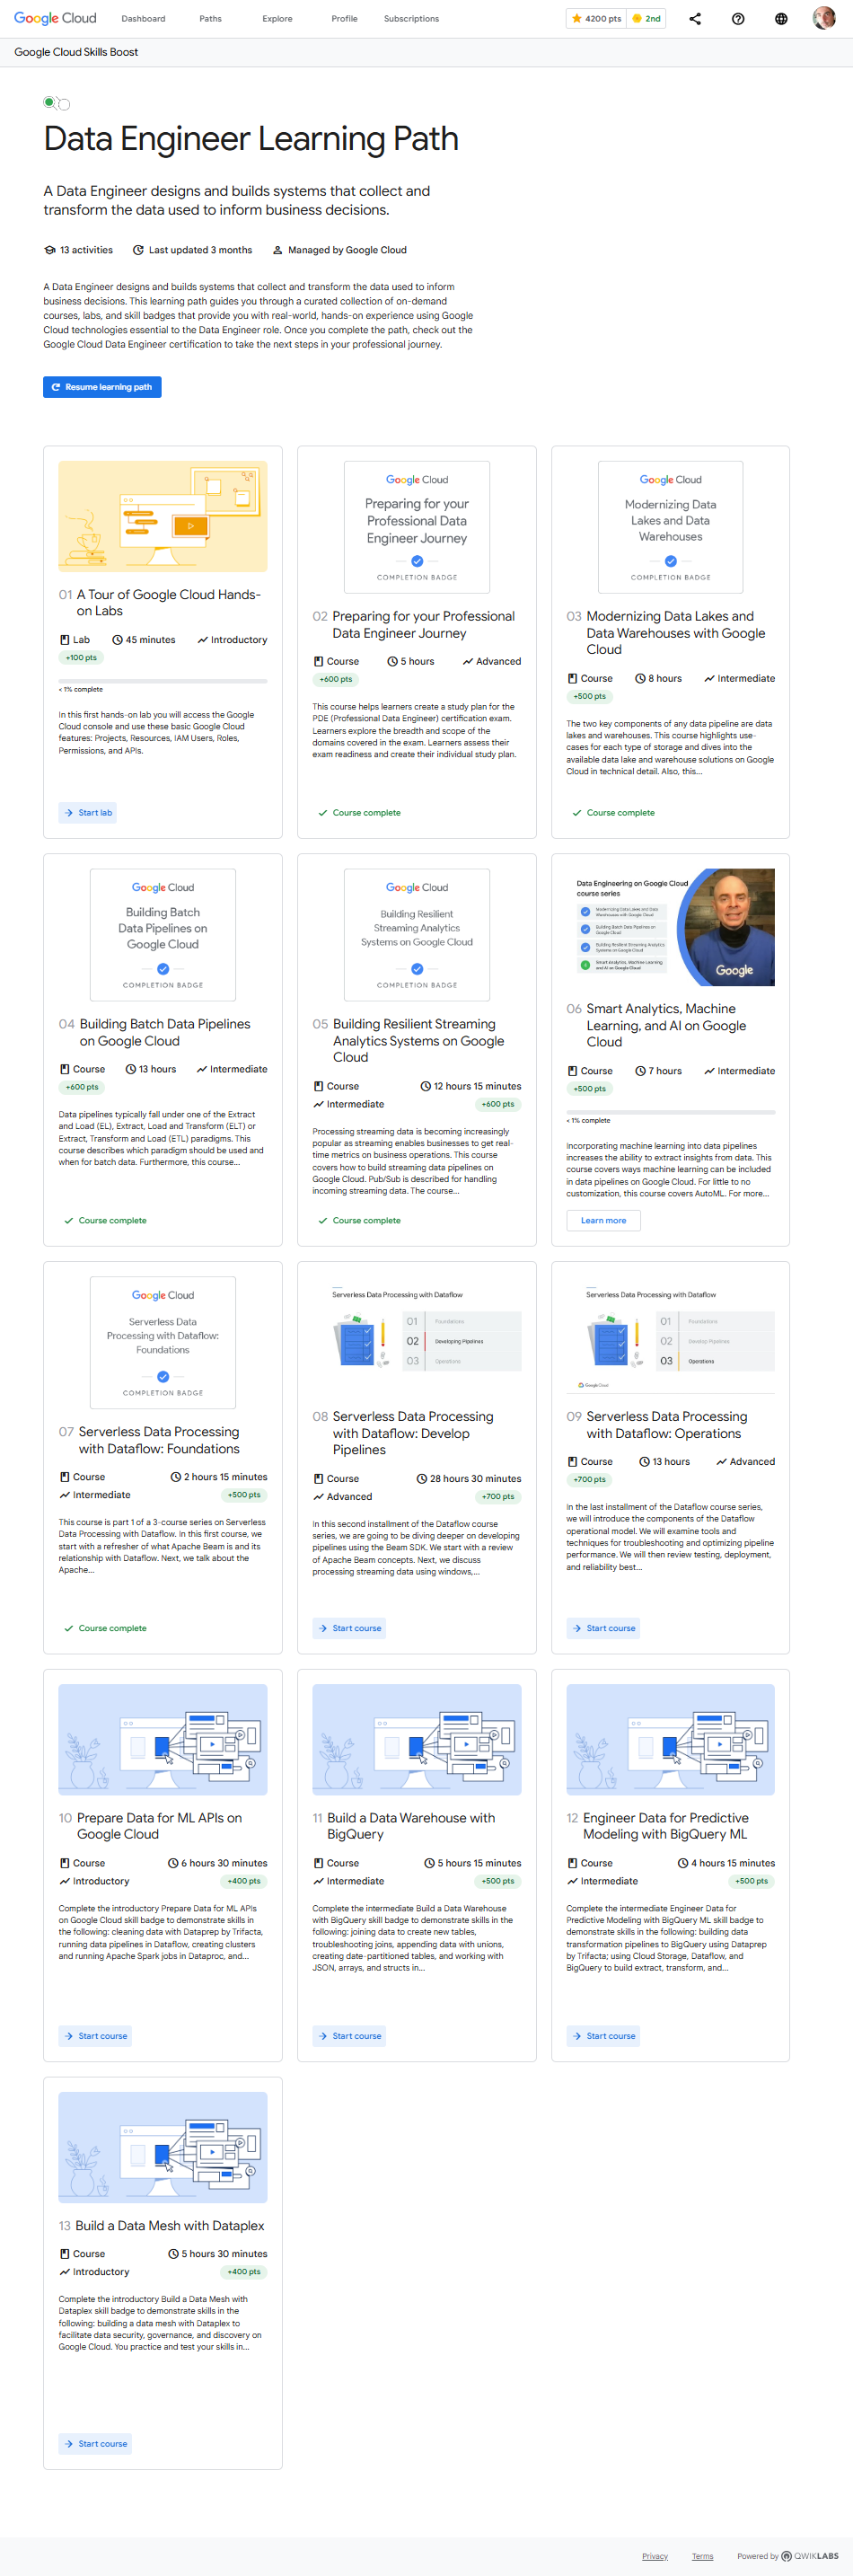 Google Cloud Dashboard Paths Explore Profile Subscriptions 4200 pts 2nd
Google Cloud Skills Boost
Data Engineer Learning Path
A Data Engineer designs and builds systems that collect and
transform the data used to inform business decisions.
13 activities Last updated 3 months Managed by Google Cloud
A Data Engineer designs and builds systems that collect and transform the data used to inform
business decisions. This learning path guides you through a curated collection of on-demand
courses, labs, and skill badges that provide you with real-world, hands-on experience using Google
Cloud technologies essential to the Data Engineer role. Once you complete the path, check out the
Google Cloud Data Engineer certification to take the next steps in your professional journey.
Resume learning path
01 A Tour of Google Cloud Hands-
on Labs
Lab 45 minutes Introductory
+100 pts
< 1% complete
In this first hands-on lab you will access the Google
Cloud console and use these basic Google Cloud
features: Projects, Resources, IAM Users, Roles,
Permissions, and APIs.
Start lab
Google Cloud
Preparing for your
Professional Data
Engineer Journey
COMPLETION BADGE
02 Preparing for your Professional
Data Engineer Journey
Course 5 hours Advanced
+600 pts
This course helps learners create a study plan for the
PDE (Professional Data Engineer) certification exam.
Learners explore the breadth and scope of the
domains covered in the exam. Learners assess their
exam readiness and create their individual study plan.
Course complete
Google Cloud
Modernizing Data
Lakes and Data
Warehouses
COMPLETION BADGE
03 Modernizing Data Lakes and
Data Warehouses with Google
Cloud
Course 8 hours Intermediate
+500 pts
The two key components of any data pipeline are data
lakes and warehouses. This course highlights use-
cases for each type of storage and dives into the
available data lake and warehouse solutions on Google
Cloud in technical detail. Also, this...
Course complete
Google Cloud
Building Batch
Data Pipelines on
Google Cloud
COMPLETION BADGE
04 Building Batch Data Pipelines
on Google Cloud
Course 13 hours Intermediate
+600 pts
Data pipelines typically fall under one of the Extract
and Load (EL), Extract, Load and Transform (ELT) or
Extract, Transform and Load (ETL) paradigms. This
course describes which paradigm should be used and
when for batch data. Furthermore, this course...
Course complete
Google Cloud
Building Resilient
Streaming Analytics
Systems on Google Cloud
COMPLETION BADGE
05 Building Resilient Streaming
Analytics Systems on Google
Cloud
Course 12 hours 15 minutes
Intermediate +600 pts
Processing streaming data is becoming increasingly
popular as streaming enables businesses to get real-
time metrics on business operations. This course
covers how to build streaming data pipelines on
Google Cloud. Pub/Sub is described for handling
incoming streaming data. The course...
Course complete
Data Engineering on Google Cloud
course series
Modernizing Data Lakes and Data
Warehouses with Google Cloud
Building Batch Data Pipelines on
Google Cloud
Building Resilient Streaming Analytics
Systems on Google Cloud
Smart Analytics, Machine Learning,
and AI on Google Cloud
Google
06 Smart Analytics, Machine
Learning, and AI on Google
Cloud
Course 7 hours Intermediate
+500 pts
< 1% complete
Incorporating machine learning into data pipelines
increases the ability to extract insights from data. This
course covers ways machine learning can be included
in data pipelines on Google Cloud. For little to no
customization, this course covers AutoML. For more...
Learn more
Google Cloud
Serverless Data
Processing with Dataflow:
Foundations
COMPLETION BADGE
07 Serverless Data Processing
with Dataflow: Foundations
Course 2 hours 15 minutes
Intermediate +500 pts
This course is part 1 of a 3-course series on Serverless
Data Processing with Dataflow. In this first course, we
start with a refresher of what Apache Beam is and its
relationship with Dataflow. Next, we talk about the
Apache...
Course complete
Serverless Data Processing with Dataflow
01 Foundations
02 Developing Pipelines
03 Operations
08 Serverless Data Processing
with Dataflow: Develop
Pipelines
Course 28 hours 30 minutes
Advanced +700 pts
In this second installment of the Dataflow course
series, we are going to be diving deeper on developing
pipelines using the Beam SDK. We start with a review
of Apache Beam concepts. Next, we discuss
processing streaming data using windows,...
Start course
Serverless Data Processing with Dataflow
01 Foundations
02 Develop Pipelines
03 Operations
Google Cloud
09 Serverless Data Processing
with Dataflow: Operations
Course 13 hours Advanced
+700 pts
In the last installment of the Dataflow course series,
we will introduce the components of the Dataflow
operational model. We will examine tools and
techniques for troubleshooting and optimizing pipeline
performance. We will then review testing, deployment,
and reliability best...
Start course
10 Prepare Data for ML APIs on
Google Cloud
Course 6 hours 30 minutes
Introductory +400 pts
Complete the introductory Prepare Data for ML APIs
on Google Cloud skill badge to demonstrate skills in
the following: cleaning data with Dataprep by Trifacta,
running data pipelines in Dataflow, creating clusters
and running Apache Spark jobs in Dataproc, and...
Start course
11 Build a Data Warehouse with
BigQuery
Course 5 hours 15 minutes
Intermediate +500 pts
Complete the intermediate Build a Data Warehouse
with BigQuery skill badge to demonstrate skills in the
following: joining data to create new tables,
troubleshooting joins, appending data with unions,
creating date-partitioned tables, and working with
JSON, arrays, and structs in...
Start course
12 Engineer Data for Predictive
Modeling with BigQuery ML
Course 4 hours 15 minutes
Intermediate +500 pts
Complete the intermediate Engineer Data for
Predictive Modeling with BigQuery ML skill badge to
demonstrate skills in the following: building data
transformation pipelines to BigQuery using Dataprep
by Trifacta; using Cloud Storage, Dataflow, and
BigQuery to build extract, transform, and...
Start course
13 Build a Data Mesh with Dataplex
Course 5 hours 30 minutes
Introductory +400 pts
Complete the introductory Build a Data Mesh with
Dataplex skill badge to demonstrate skills in the
following: building a data mesh with Dataplex to
facilitate data security, governance, and discovery on
Google Cloud. You practice and test your skills in...
Start course
Privacy Terms Powered by QWIKLABS